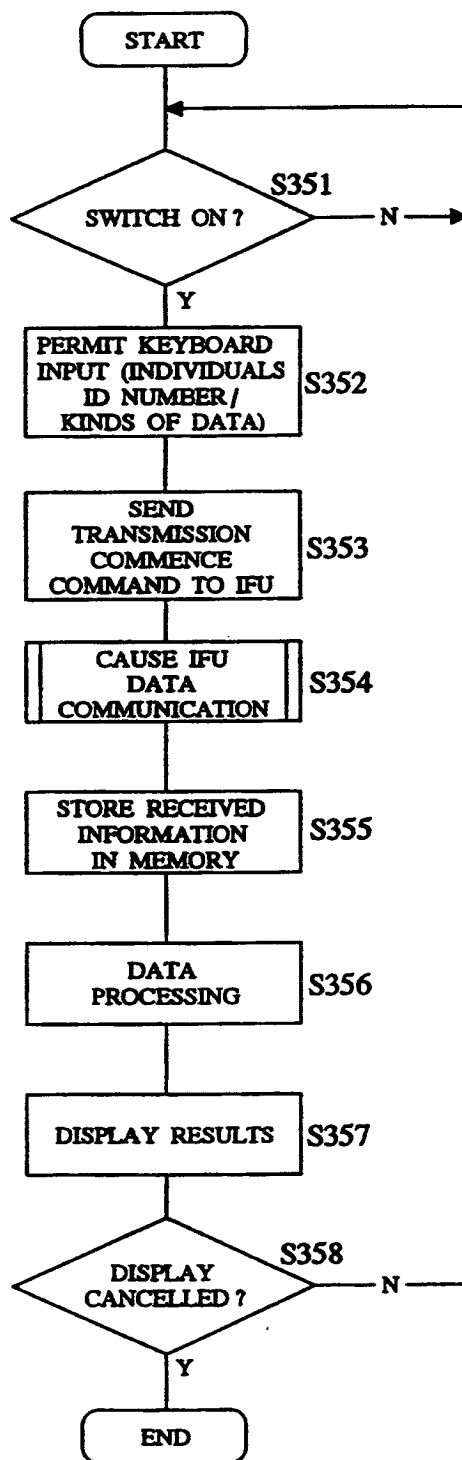 START
S351
SWITCH ON ?
N
Y
PERMIT KEYBOARD
INPUT (INDIVIDUALS
ID NUMBER /
KINDS OF DATA)
S352
SEND
TRANSMISSION
COMMENCE
COMMAND TO IFU
S353
CAUSE IFU
DATA
COMMUNICATION
S354
STORE RECEIVED
INFORMATION
IN MEMORY
S355
DATA
PROCESSING
S356
DISPLAY RESULTS
S357
S358
DISPLAY
CANCELLED ?
N
Y
END